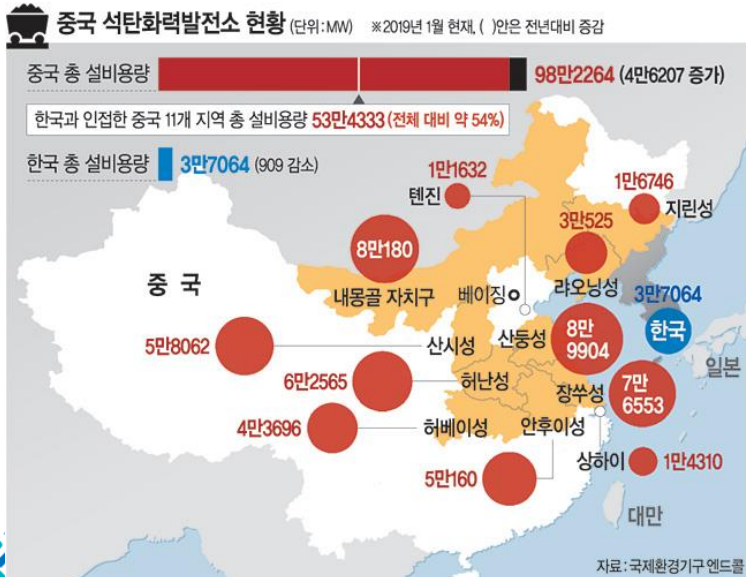 중국 석탄화력발전소 현황 (단위:MW) ※2019년 1월 현재, ( )안은 전년대비 증감
중국 총 설비용량 98만2264 (4만6207 증가)
한국과 인접한 중국 11개 지역 총 설비용량 53만4333 (전체 대비 약 54%)
한국 총 설비용량 3만7064 (909 감소)
1만1632
톈진
1만6746
지린성
3만525
랴오닝성
8만180
내몽골 자치구
중국
베이징
3만7064
한국
일본
5만8062
산시성
산둥성
8만
9904
6만2565
허난성
장쑤성
7만
6553
4만3696
허베이성
안후이성
5만160
상하이
1만4310
대만
자료:국제환경기구 엔드콜